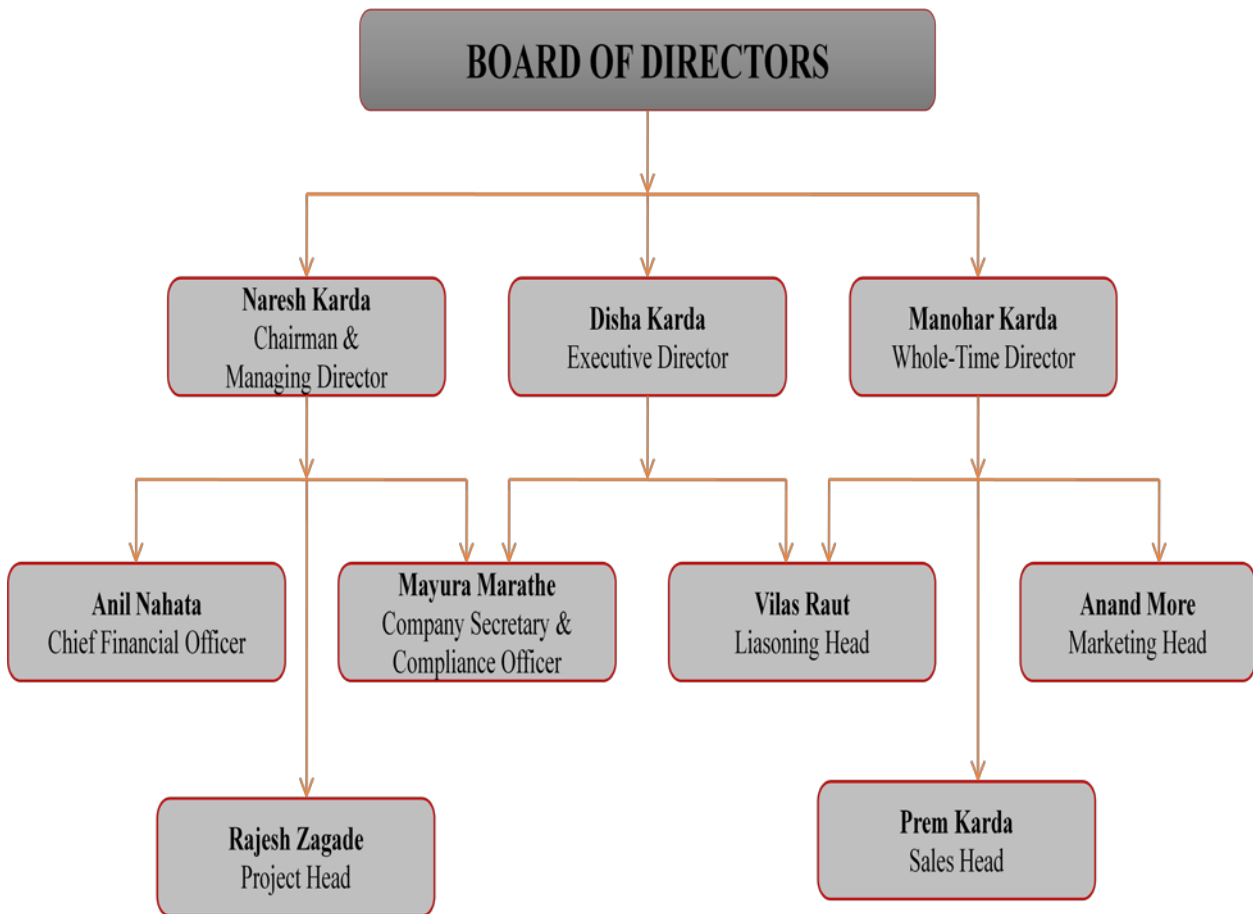 BOARD OF DIRECTORS
Naresh Karda
Chairman &
Managing Director
Disha Karda
Executive Director
Manohar Karda
Whole-Time Director
Anil Nahata
Chief Financial Officer
Mayura Marathe
Company Secretary &
Compliance Officer
Vilas Raut
Liasoning Head
Anand More
Marketing Head
Rajesh Zagade
Project Head
Prem Karda
Sales Head